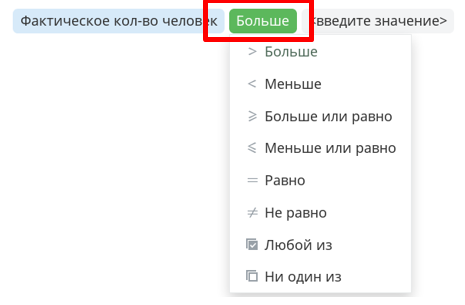 Фактическое кол-во человек Больше <введите значение>
> Больше
< Меньше
⩾ Больше или равно
⩽ Меньше или равно
= Равно
≠ Не равно
Любой из
Ни один из